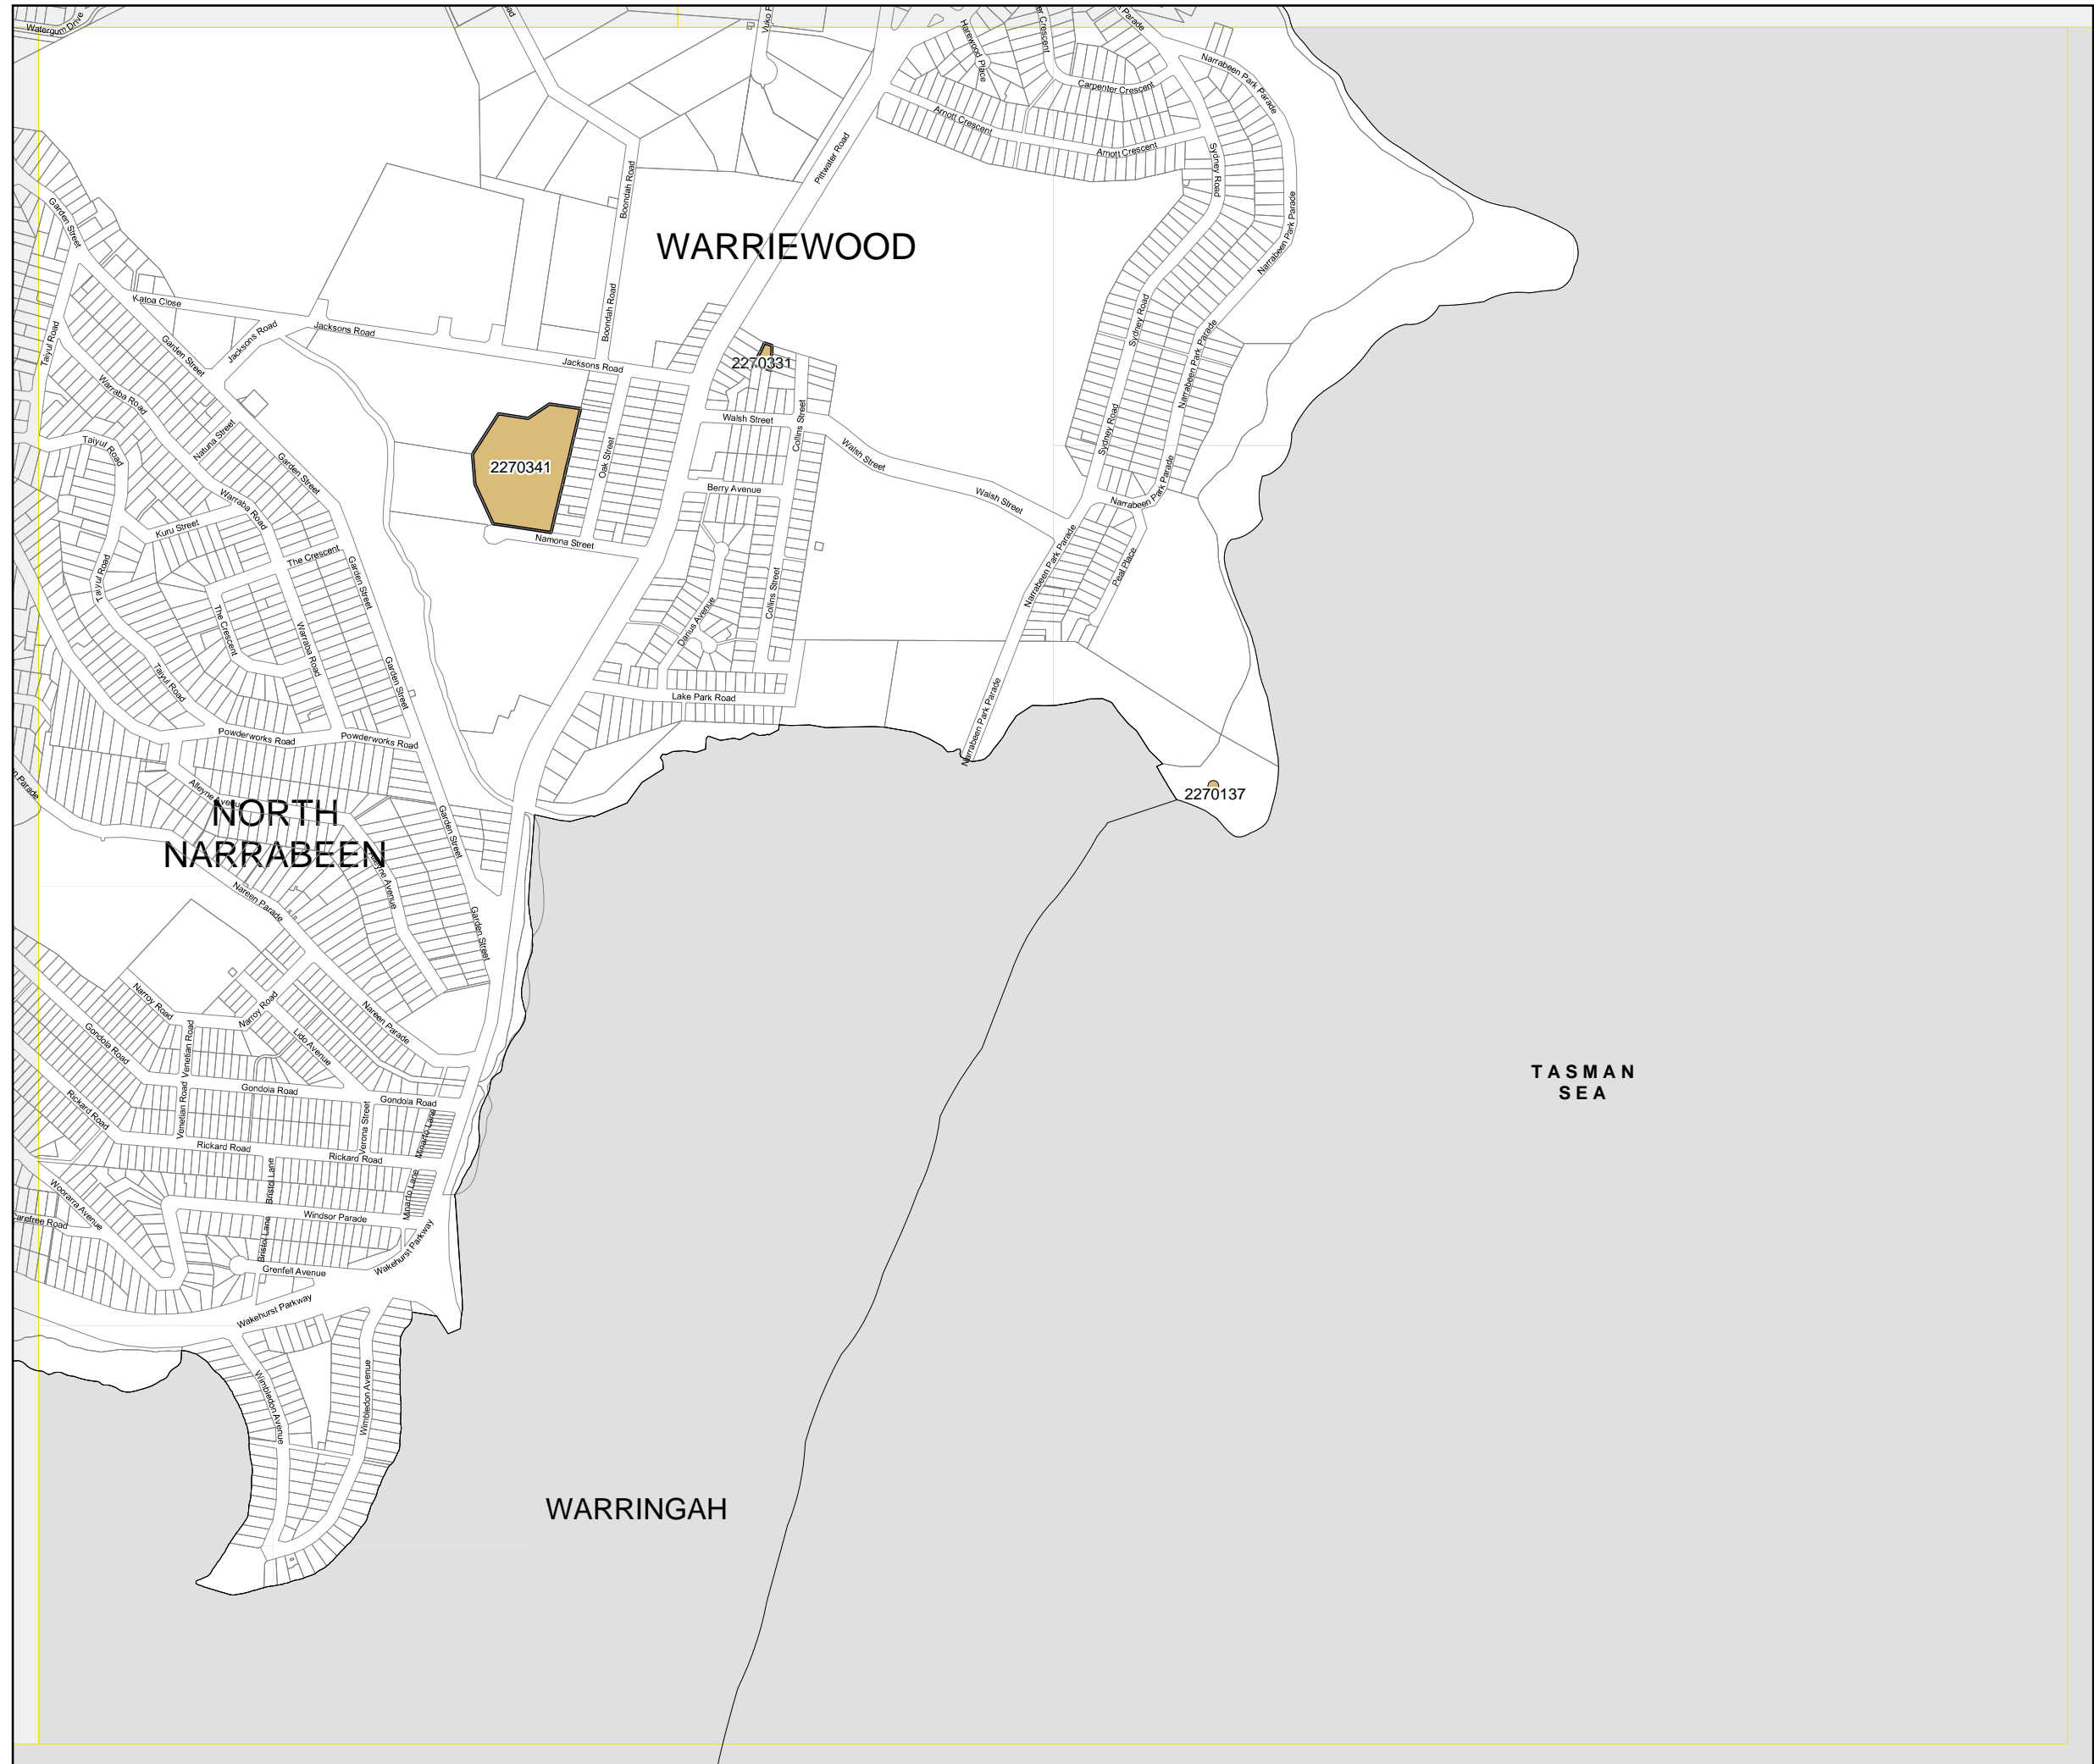 Watergum Drive
Harewood Place
Narrabeen Park Parade
Carpenter Crescent
Arnott Crescent
Arnott Crescent
Pittwater Road
Boondah Road
Sydney Road
Narrabeen Park Parade
Garden Street
WARRIEWOOD
Katoa Close
Jacksons Road
Jacksons Road
Boondah Road
Sydney Road
Narrabeen Park Parade
Taiyul Road
Garden Street
Jacksons Road
2270331
Warraba Road
Walsh Street
Collins Street
Natuna Street
Taiyul Road
Oak Street
Walsh Street
Sydney Road
2270341
Garden Street
Berry Avenue
Walsh Street
Narrabeen Park Parade
Warraba Road
Kuru Street
Namona Street
The Crescent
Garden Street
Narrabeen Park Parade
Peal Place
Taiyul Road
Collins Street
The Crescent
Warraba Road
Darius Avenue
Taiyul Road
Garden Street
Lake Park Road
Narrabeen Park Parade
Powderworks Road
Powderworks Road
Alleyne Avenue
2270137
NORTH
NARRABEEN
Garden Street
Alleyne Avenue
Nareen Parade
Garden Street
Narroy Road
Narroy Road
Nareen Parade
Gondola Road
Venetian Road
Lido Avenue
TASMAN
SEA
Gondola Road
Gondola Road
Rickard Road
Venetian Road
Verona Street
Minarto Lane
Rickard Road
Rickard Road
Bristol Lane
Minarto Lane
Woorarra Avenue
Carefree Road
Windsor Parade
Bristol Lane
Wakehurst Parkway
Grenfell Avenue
Wakehurst Parkway
Wimbledon Avenue
Wimbledon Avenue
WARRINGAH